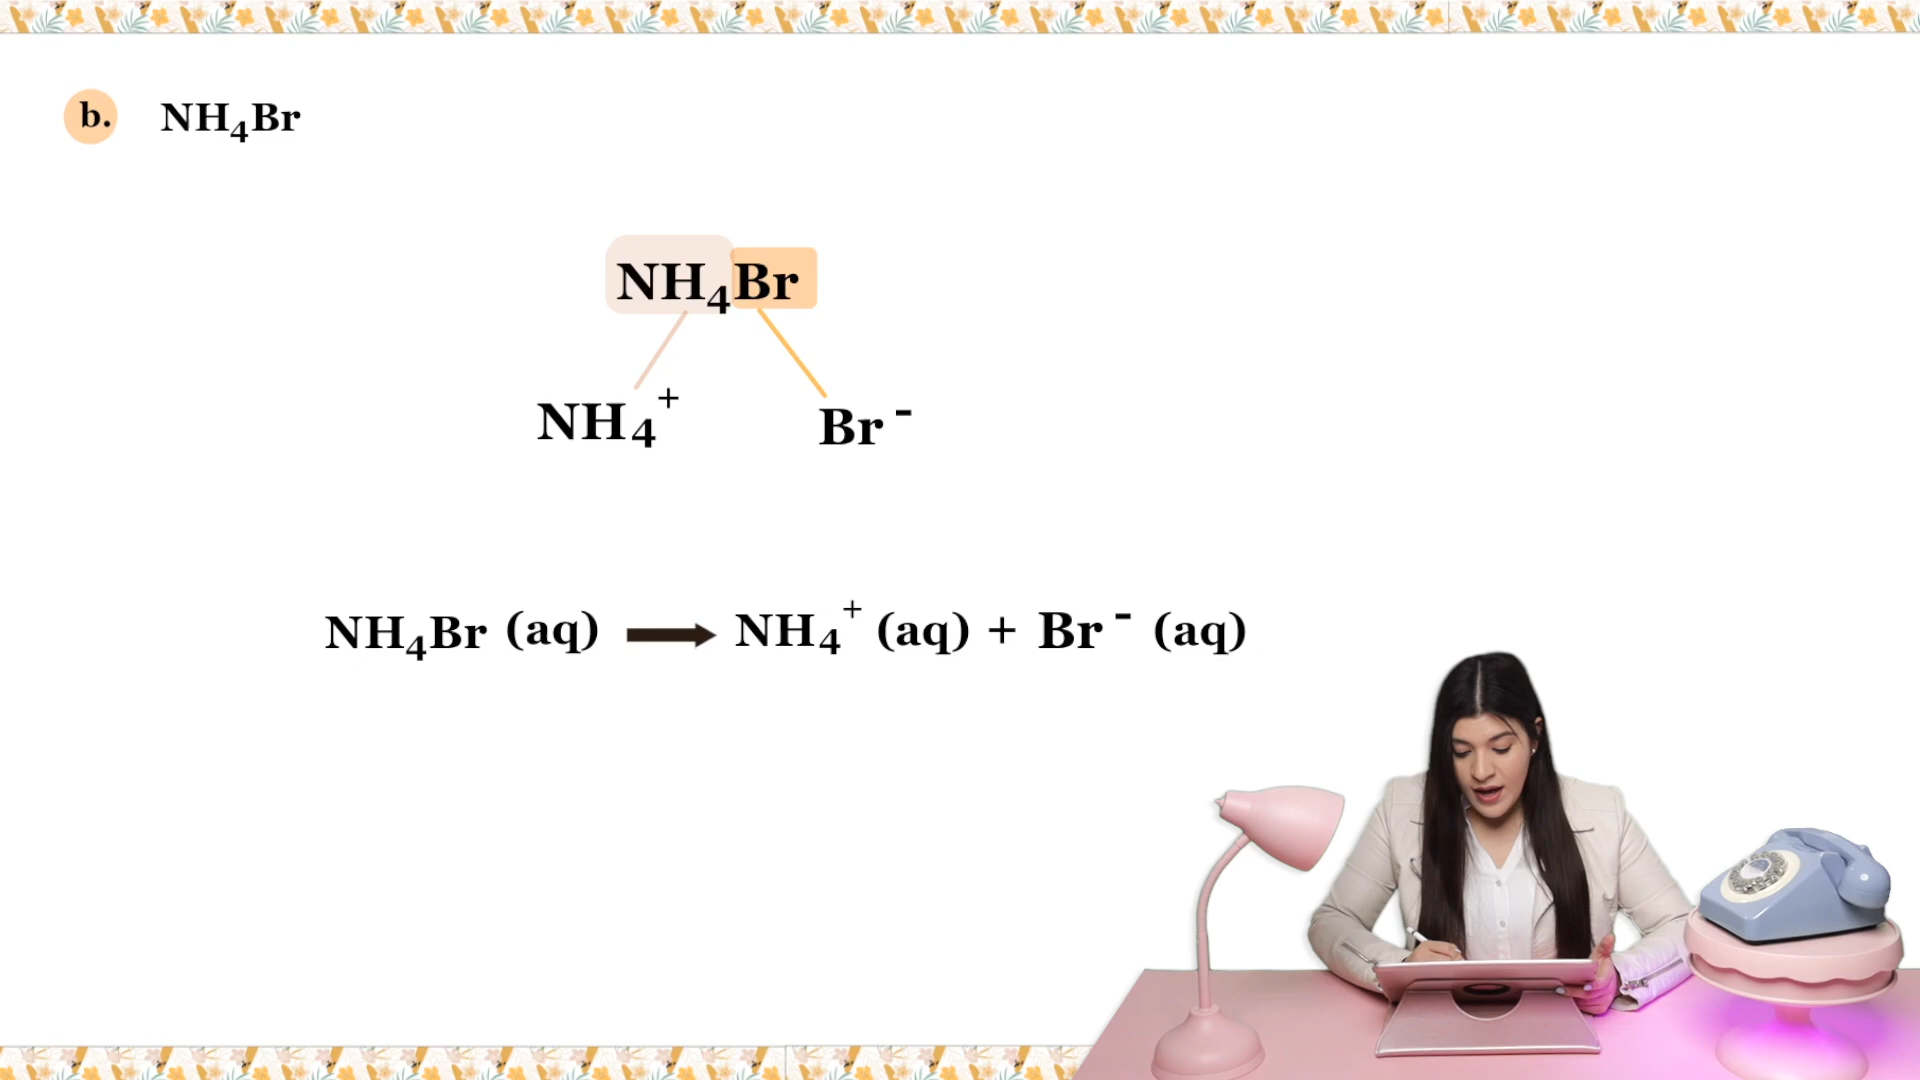 b. NH₄Br
NH₄Br
NH₄⁺ Br⁻
NH₄Br (aq) → NH₄⁺ (aq) + Br⁻ (aq)